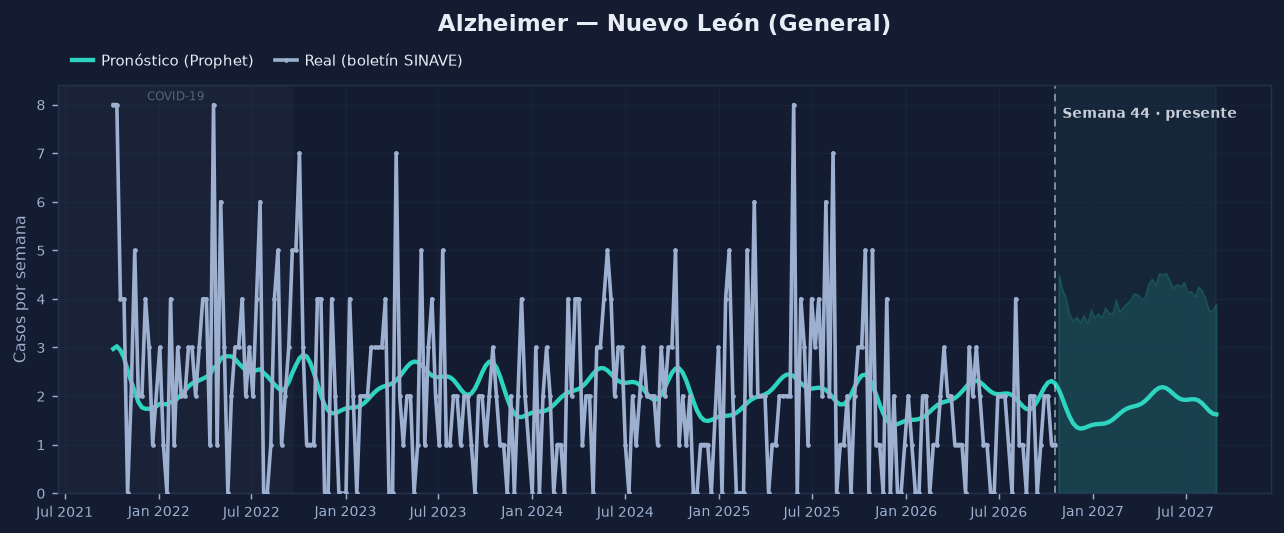 Alzheimer — Nuevo León (General)
Pronóstico (Prophet)
Real (boletín SINAVE)
COVID-19
Semana 44 · presente
Casos por semana
8
7
6
5
4
3
2
1
0
Jul 2021
Jan 2022
Jul 2022
Jan 2023
Jul 2023
Jan 2024
Jul 2024
Jan 2025
Jul 2025
Jan 2026
Jul 2026
Jan 2027
Jul 2027